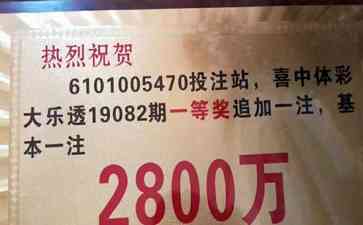 热烈祝贺
6101005470投注站，喜中体彩
大乐透19082期一等奖追加一注，基
本一注
2800万